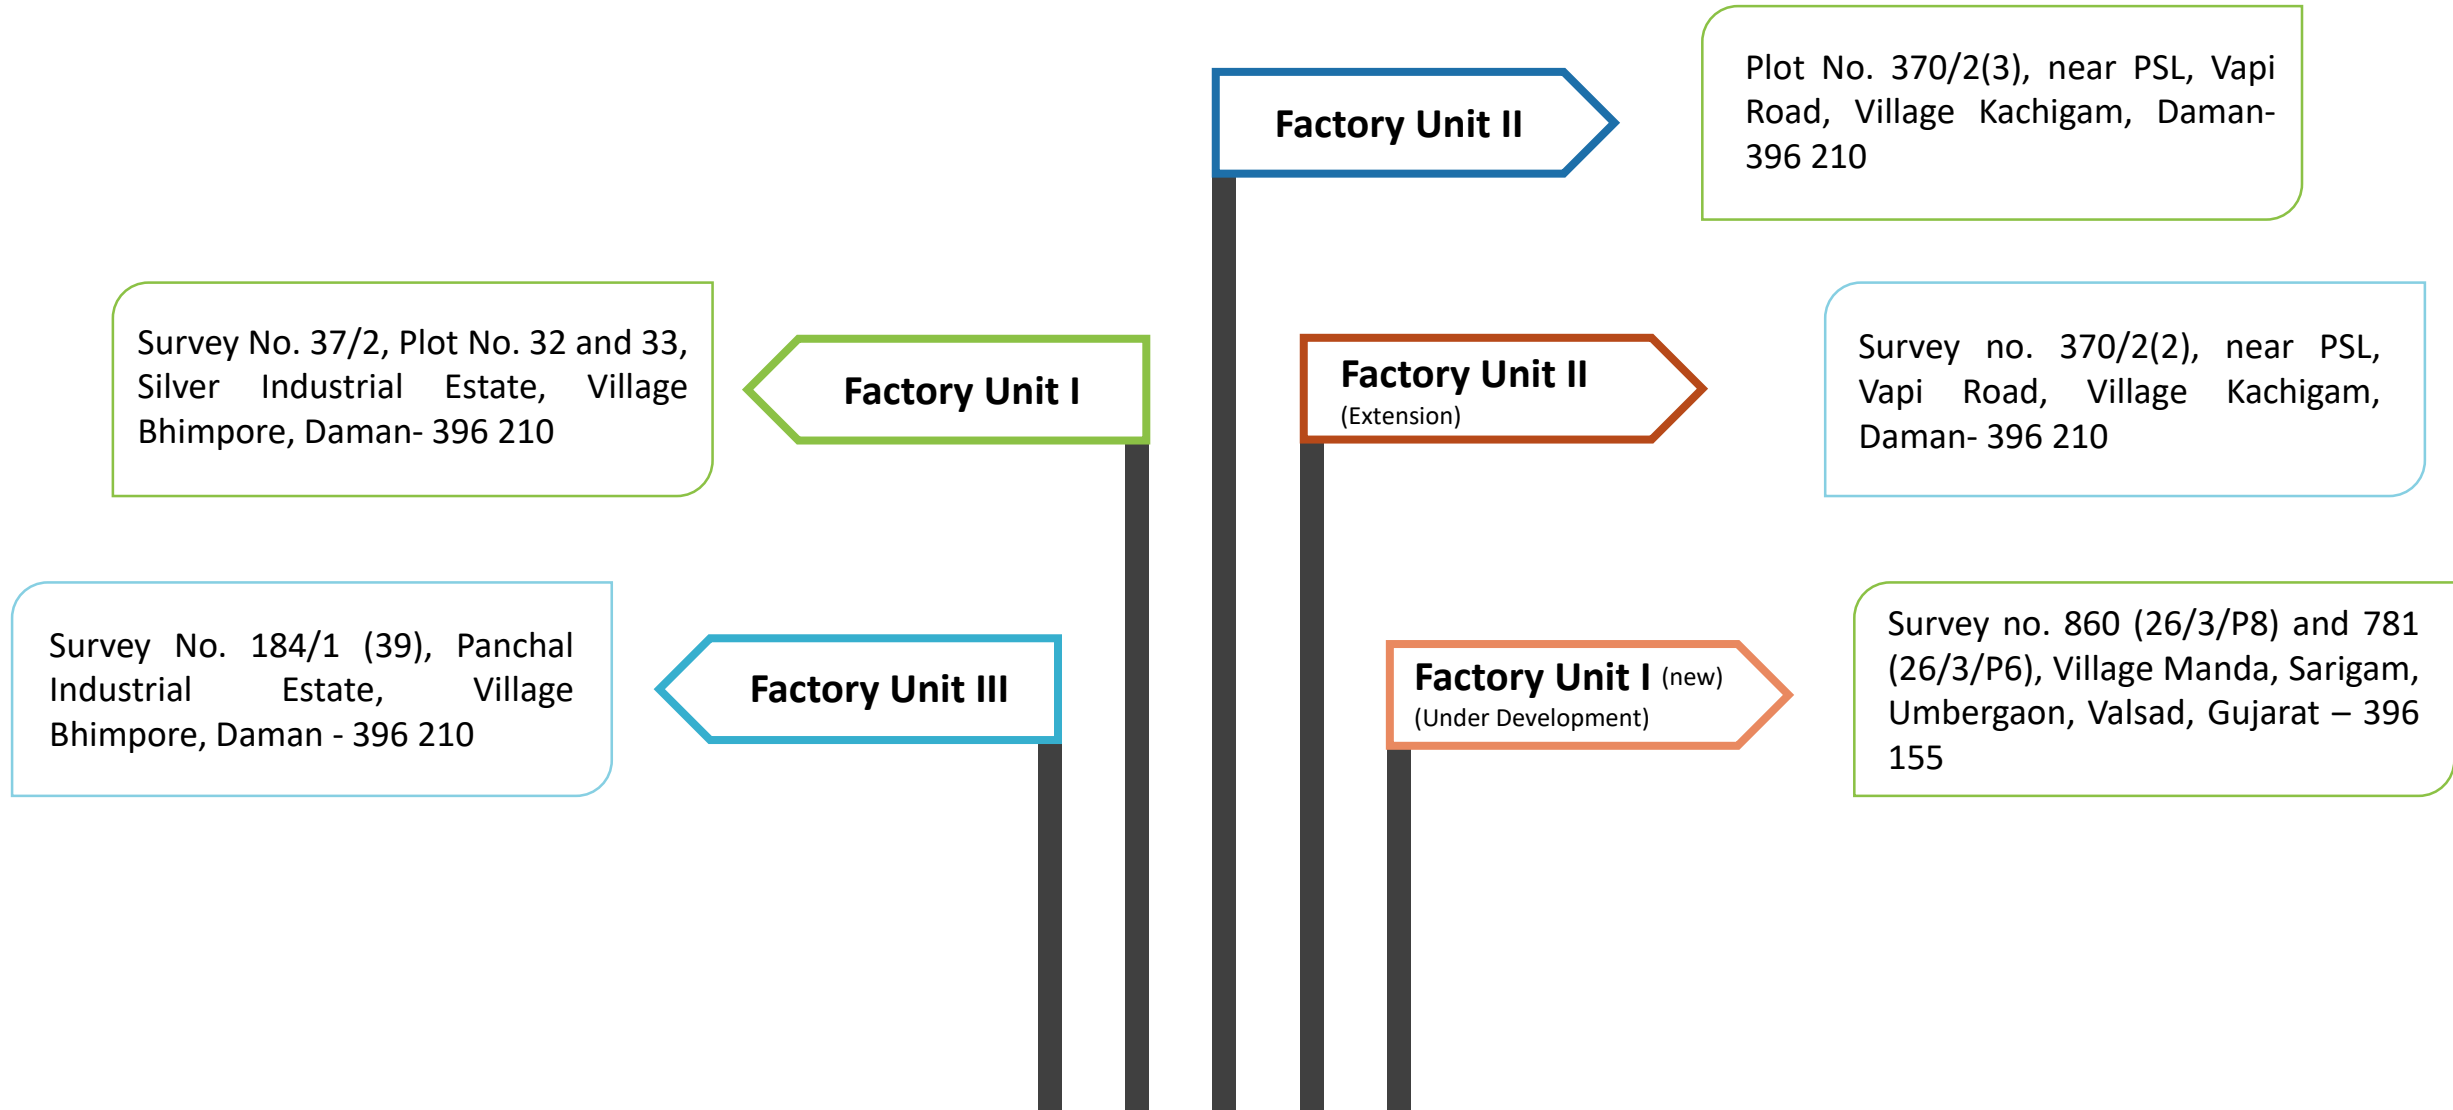 Factory Unit II
Plot No. 370/2(3), near PSL, Vapi
Road, Village Kachigam, Daman-
396 210
Survey No. 37/2, Plot No. 32 and 33,
Silver Industrial Estate, Village
Bhimpore, Daman- 396 210
Factory Unit I
Factory Unit II
(Extension)
Survey no. 370/2(2), near PSL,
Vapi Road, Village Kachigam,
Daman- 396 210
Survey No. 184/1 (39), Panchal
Industrial Estate, Village
Bhimpore, Daman - 396 210
Factory Unit III
Factory Unit I (new)
(Under Development)
Survey no. 860 (26/3/P8) and 781
(26/3/P6), Village Manda, Sarigam,
Umbergaon, Valsad, Gujarat – 396
155